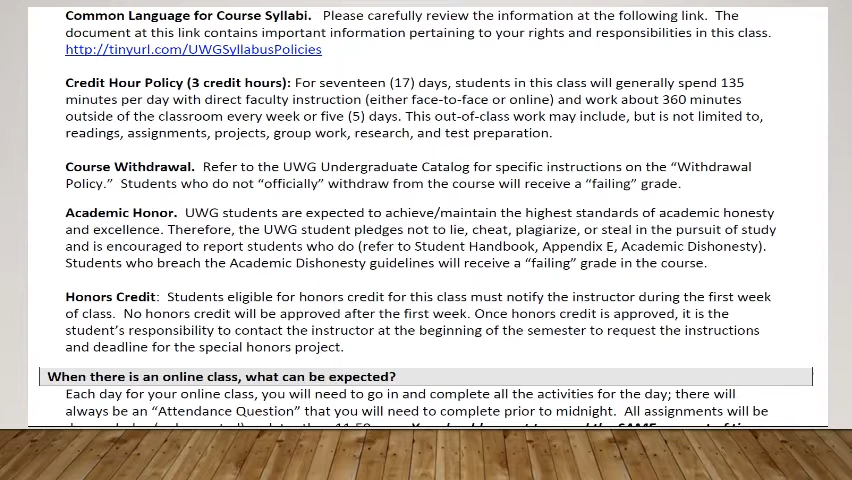 Common Language for Course Syllabi. Please carefully review the information at the following link. The
document at this link contains important information pertaining to your rights and responsibilities in this class.
http://tinyurl.com/UWGSyllabusPolicies
Credit Hour Policy (3 credit hours): For seventeen (17) days, students in this class will generally spend 135
minutes per day with direct faculty instruction (either face-to-face or online) and work about 360 minutes
outside of the classroom every week or five (5) days. This out-of-class work may include, but is not limited to,
readings, assignments, projects, group work, research, and test preparation.
Course Withdrawal. Refer to the UWG Undergraduate Catalog for specific instructions on the “Withdrawal
Policy.” Students who do not “officially” withdraw from the course will receive a “failing” grade.
Academic Honor. UWG students are expected to achieve/maintain the highest standards of academic honesty
and excellence. Therefore, the UWG student pledges not to lie, cheat, plagiarize, or steal in the pursuit of study
and is encouraged to report students who do (refer to Student Handbook, Appendix E, Academic Dishonesty).
Students who breach the Academic Dishonesty guidelines will receive a “failing” grade in the course.
Honors Credit: Students eligible for honors credit for this class must notify the instructor during the first week
of class. No honors credit will be approved after the first week. Once honors credit is approved, it is the
student’s responsibility to contact the instructor at the beginning of the semester to request the instructions
and deadline for the special honors project.
When there is an online class, what can be expected?
Each day for your online class, you will need to go in and complete all the activities for the day; there will
always be an “Attendance Question” that you will need to complete prior to midnight. All assignments will be